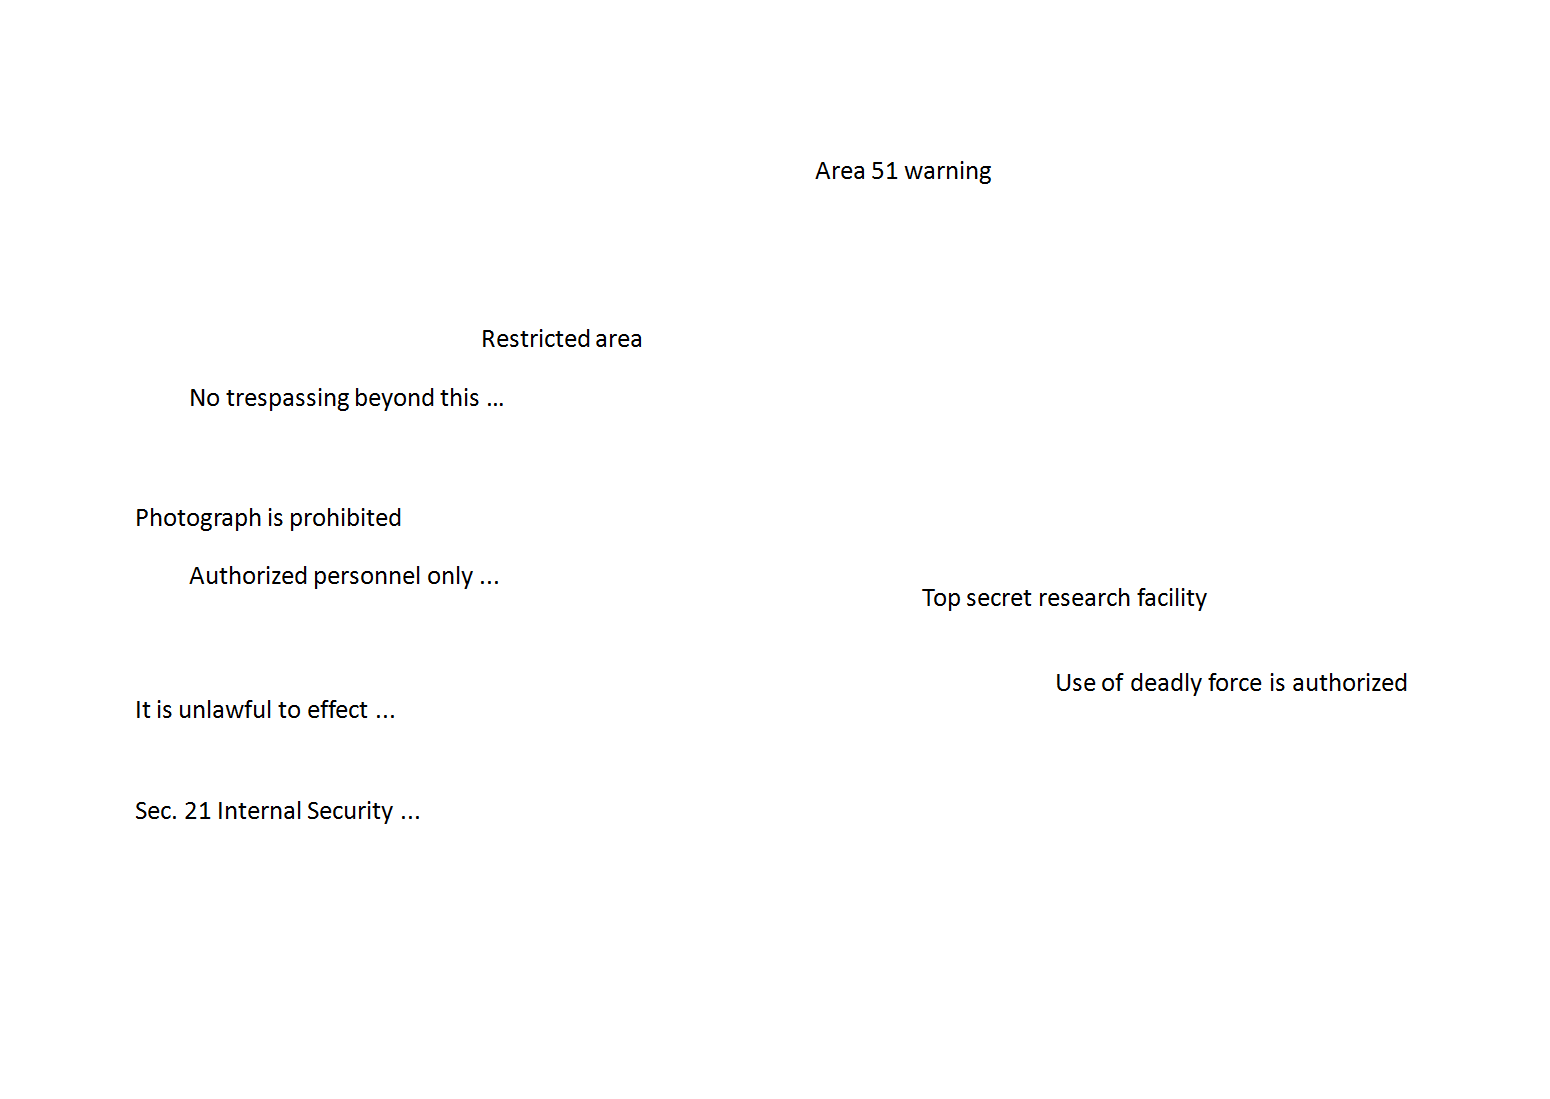 Area 51 warning
Restricted area
No trespassing beyond this ...
Photograph is prohibited
Authorized personnel only ...
Top secret research facility
Use of deadly force is authorized
It is unlawful to effect ...
Sec. 21 Internal Security ...